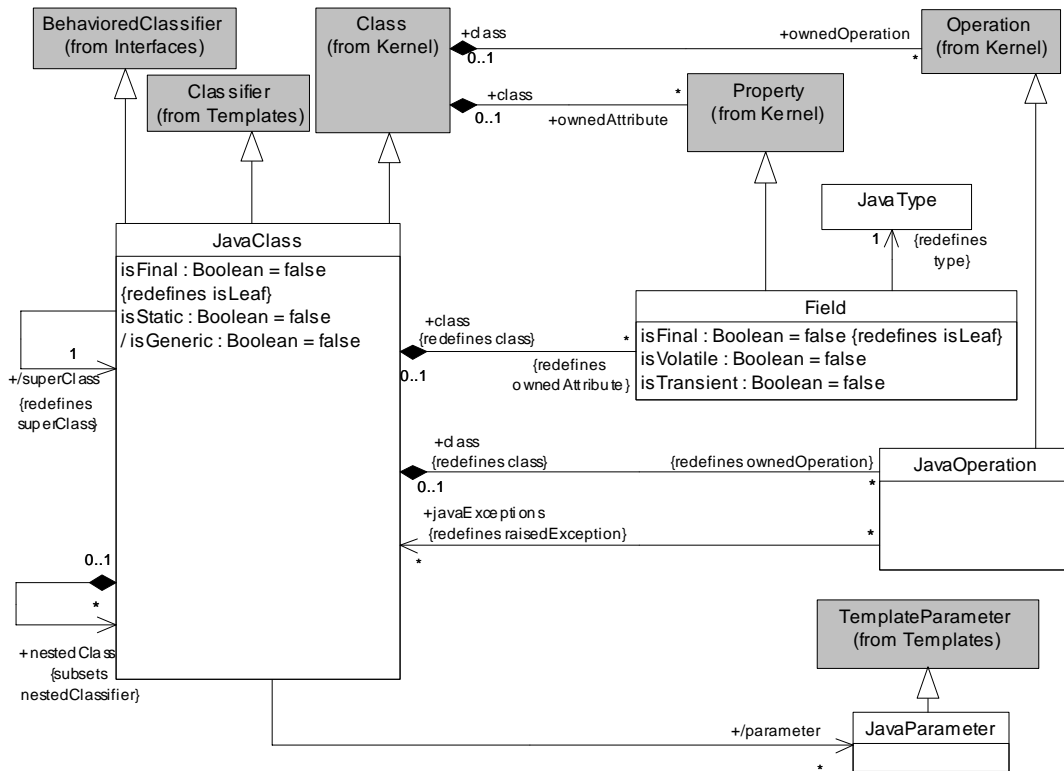 BehavioredClassifier
(from Interfaces)
Class
(from Kernel)
Operation
(from Kernel)
+class
0..1
+ownedOperation
*
Classifier
(from Templates)
Property
(from Kernel)
+class
0..1
*
+ownedAttribute
JavaType
1
{redefines
type}
JavaClass
isFinal : Boolean = false
{redefines isLeaf}
isStatic : Boolean = false
/ isGeneric : Boolean = false
Field
isFinal : Boolean = false {redefines isLeaf}
isVolatile : Boolean = false
isTransient : Boolean = false
+class
{redefines class}
0..1
*
{redefines
ownedAttribute}
1
+/superClass
{redefines
superClass}
+class
{redefines class}
0..1
{redefines ownedOperation}
*
JavaOperation
+javaExceptions
{redefines raisedException}
*
*
0..1
*
+nestedClass
{subsets
nestedClassifier}
TemplateParameter
(from Templates)
+/parameter
*
JavaParameter